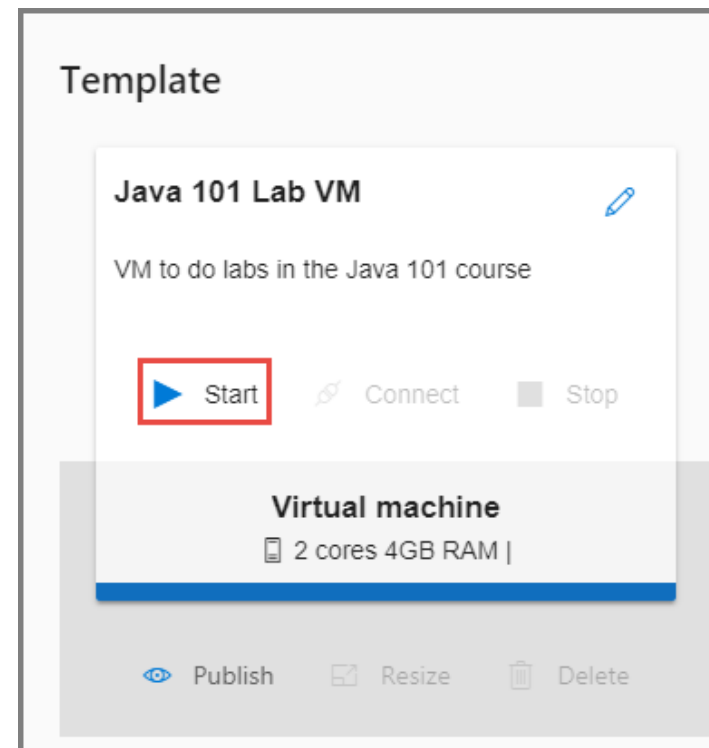 Template
Java 101 Lab VM
VM to do labs in the Java 101 course
Start Connect Stop
Virtual machine
2 cores 4GB RAM |
Publish Resize Delete